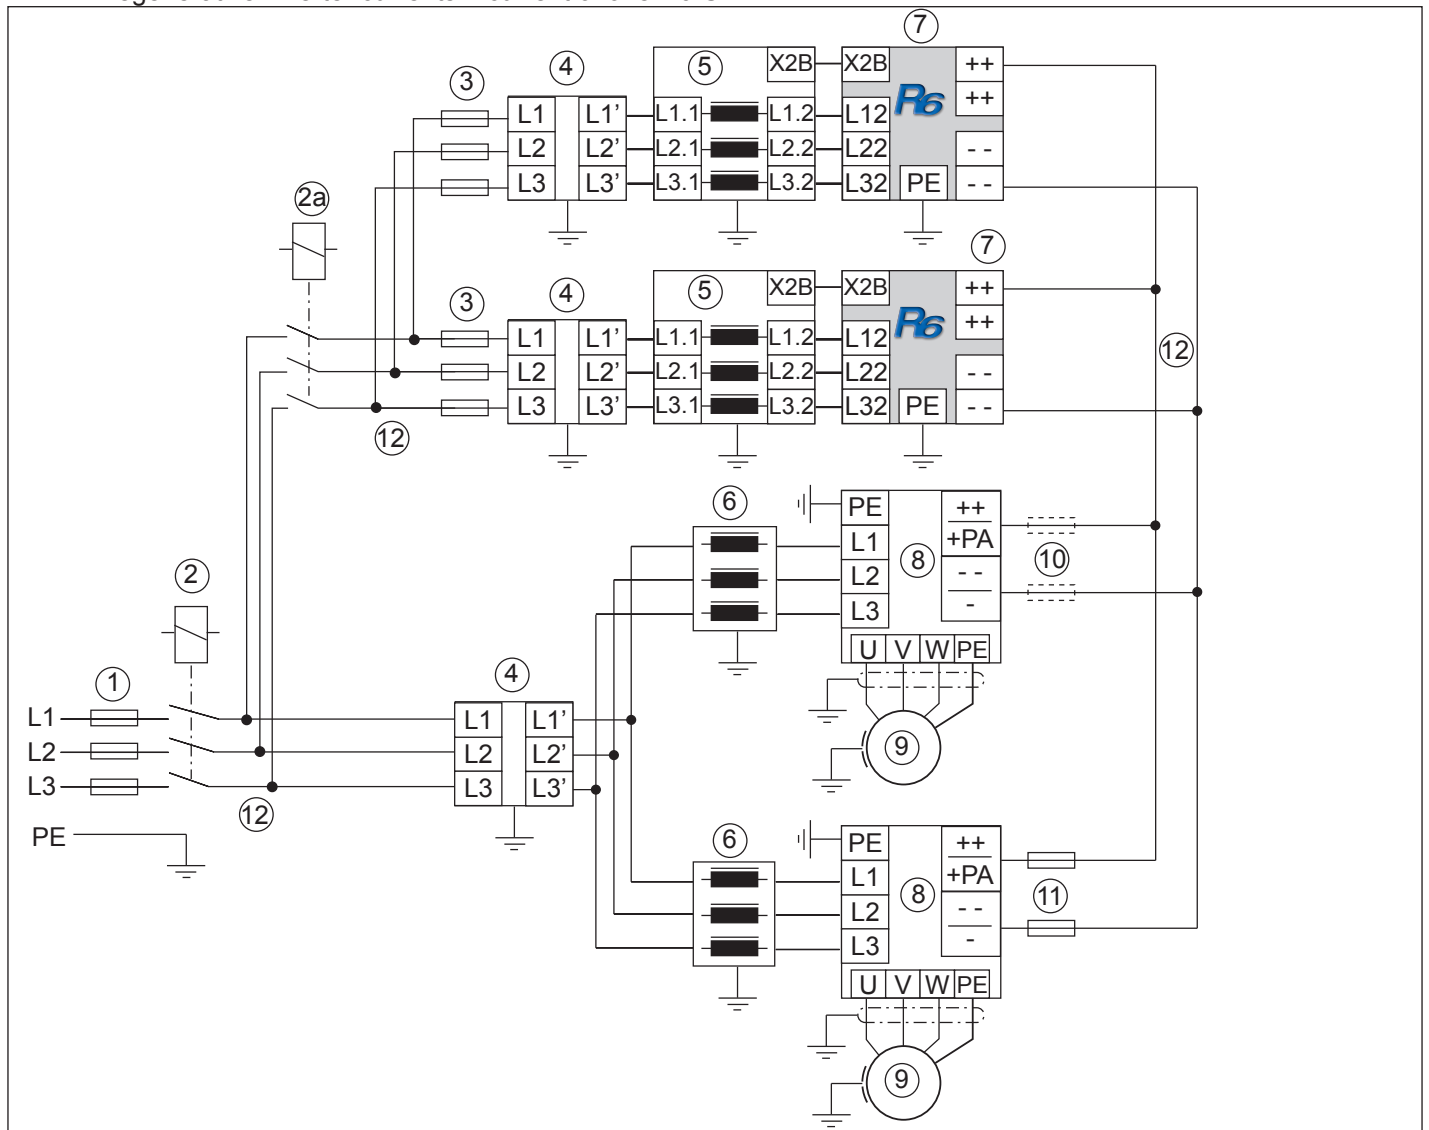 7
3 4 5 X2B X2B ++
R6 ++
L1 L1’ L1.1 L1.2 L12
L2 L2’ L2.1 L2.2 L22 - -
L3 L3’ L3.1 L3.2 L32 PE - -
2a
7
3 4 5 X2B X2B ++
R6 ++
L1 L1’ L1.1 L1.2 L12
12
L2 L2’ L2.1 L2.2 L22 - -
L3 L3’ L3.1 L3.2 L32 PE - -
12
6
PE ++
L1 +PA
8 10
L2 - -
L3 -
2
U V W PE
1 4
L1 L1 L1’
L2 L2 L2’ 9
L3 L3 L3’
12
PE
6
PE ++
L1 +PA
8 11
L2 - -
L3 -
U V W PE
9